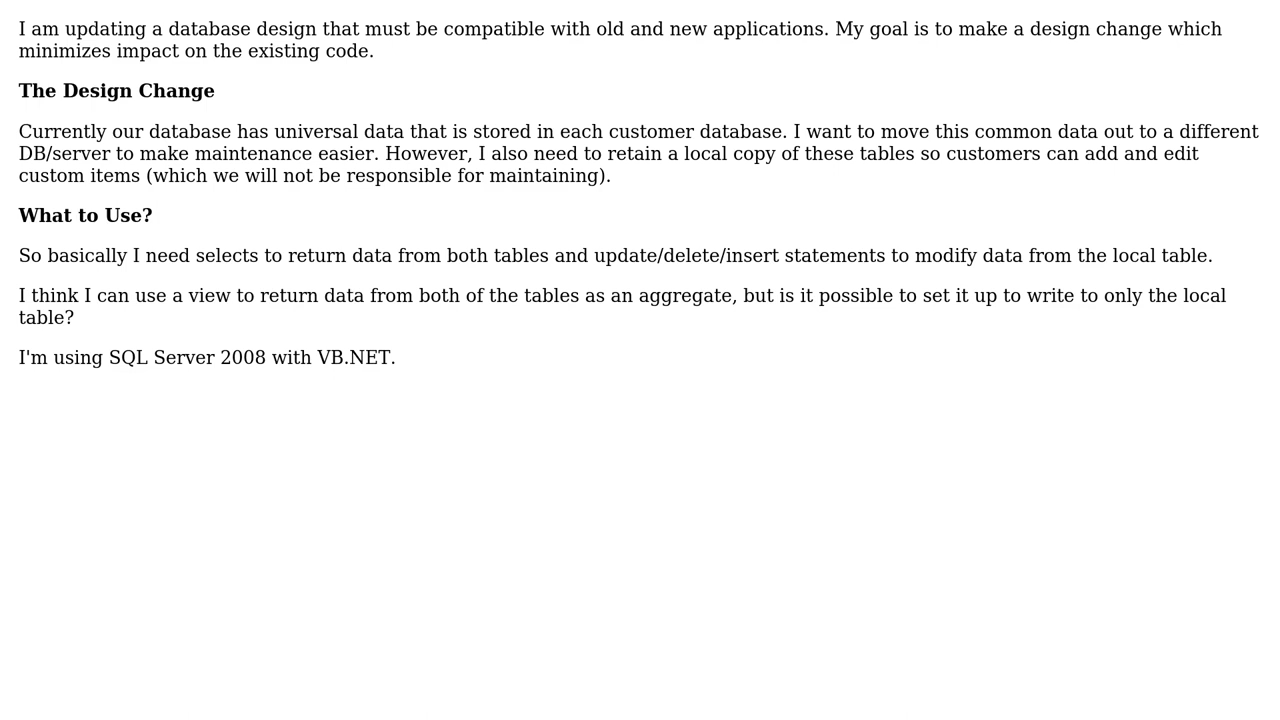 I am updating a database design that must be compatible with old and new applications. My goal is to make a design change which
minimizes impact on the existing code.
The Design Change
Currently our database has universal data that is stored in each customer database. I want to move this common data out to a different
DB/server to make maintenance easier. However, I also need to retain a local copy of these tables so customers can add and edit
custom items (which we will not be responsible for maintaining).
What to Use?
So basically I need selects to return data from both tables and update/delete/insert statements to modify data from the local table.
I think I can use a view to return data from both of the tables as an aggregate, but is it possible to set it up to write to only the local
table?
I'm using SQL Server 2008 with VB.NET.